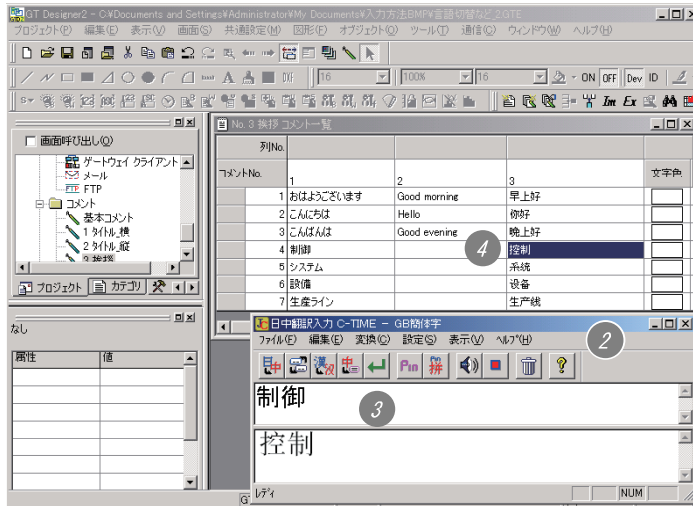 GT Designer2 - C:¥Documents and Settings¥Administrator¥My Documents¥入力方法BMP¥言語切替など_2.GTE
プロジェクト(P) 編集(E) 表示(V) 画面(S) 共通設定(M) 図形(F) オブジェクト(O) ツール(T) 通信(C) ウィンドウ(W) ヘルプ(H)
16 100% 16 2 ON OFF Dev ID
Im Ex
画面呼び出し(Q)
ゲートウェイ クライアント
メール
FTP
コメント
基本コメント
1 タイトル_横
2 タイトル_縦
3 挨拶
プロジェクト カテゴリ
なし
属性 値
No. 3 挨拶 コメント一覧
列No.
コメントNo. 1 2 3 文字色
1 おはようございます Good morning 早上好
2 こんにちは Hello 你好
3 こんばんは Good evening 晚上好
4 制御 控制
5 システム 系统
6 設備 设备
7 生産ライン 生产线
4
日中翻訳入力 C-TIME - GB簡体字
ファイル(F) 編集(E) 変換(C) 設定(S) 表示(V) ヘルプ(H)
2
日中 漢汉 Pin 拼 ?
制御
3
控制
レディ NUM